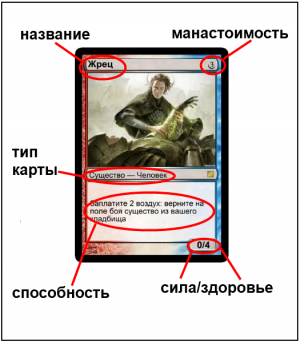 название
манастоимость
Жрец
3
тип
карты
Существо — Человек
Заплатите 2 воздух: верните на
поле боя существо из вашего
кладбища
способность
0/4
сила/здоровье